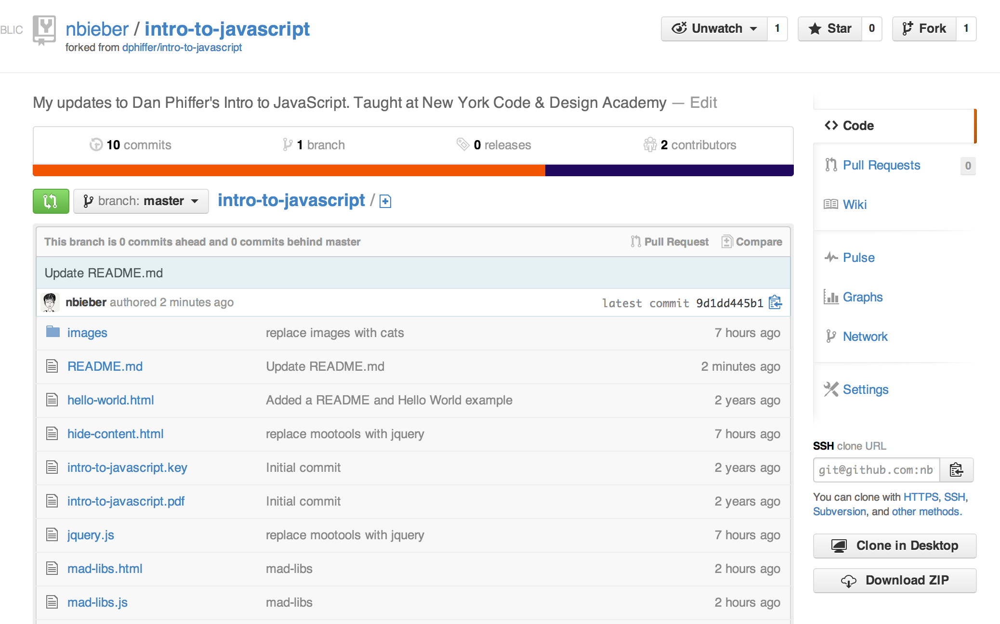 BLIC nbieber / intro-to-javascript
forked from dphiffer/intro-to-javascript
Unwatch 1 Star 0 Fork 1
My updates to Dan Phiffer's Intro to JavaScript. Taught at New York Code & Design Academy — Edit
10 commits 1 branch 0 releases 2 contributors
branch: master intro-to-javascript /
This branch is 0 commits ahead and 0 commits behind master Pull Request Compare
Update README.md
nbieber authored 2 minutes ago latest commit 9d1dd445b1
images replace images with cats 7 hours ago
README.md Update README.md 2 minutes ago
hello-world.html Added a README and Hello World example 2 years ago
hide-content.html replace mootools with jquery 7 hours ago
intro-to-javascript.key Initial commit 2 years ago
intro-to-javascript.pdf Initial commit 2 years ago
jquery.js replace mootools with jquery 7 hours ago
mad-libs.html mad-libs 2 hours ago
mad-libs.js mad-libs 2 hours ago
Code
Pull Requests 0
Wiki
Pulse
Graphs
Network
Settings
SSH clone URL
git@github.com:nb
You can clone with HTTPS, SSH,
Subversion, and other methods.
Clone in Desktop
Download ZIP